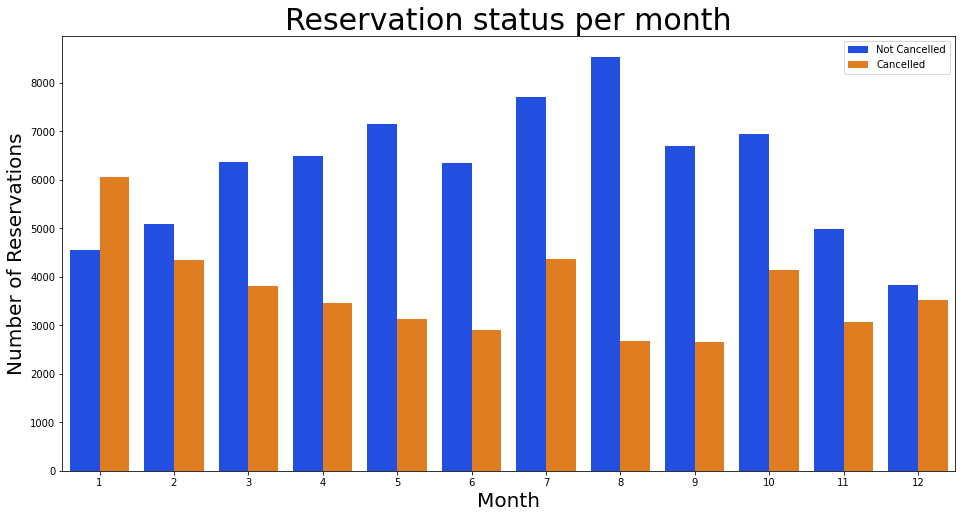 Reservation status per month
Not Cancelled
Cancelled
Number of Reservations
8000
7000
6000
5000
4000
3000
2000
1000
0
1 2 3 4 5 6 7 8 9 10 11 12
Month